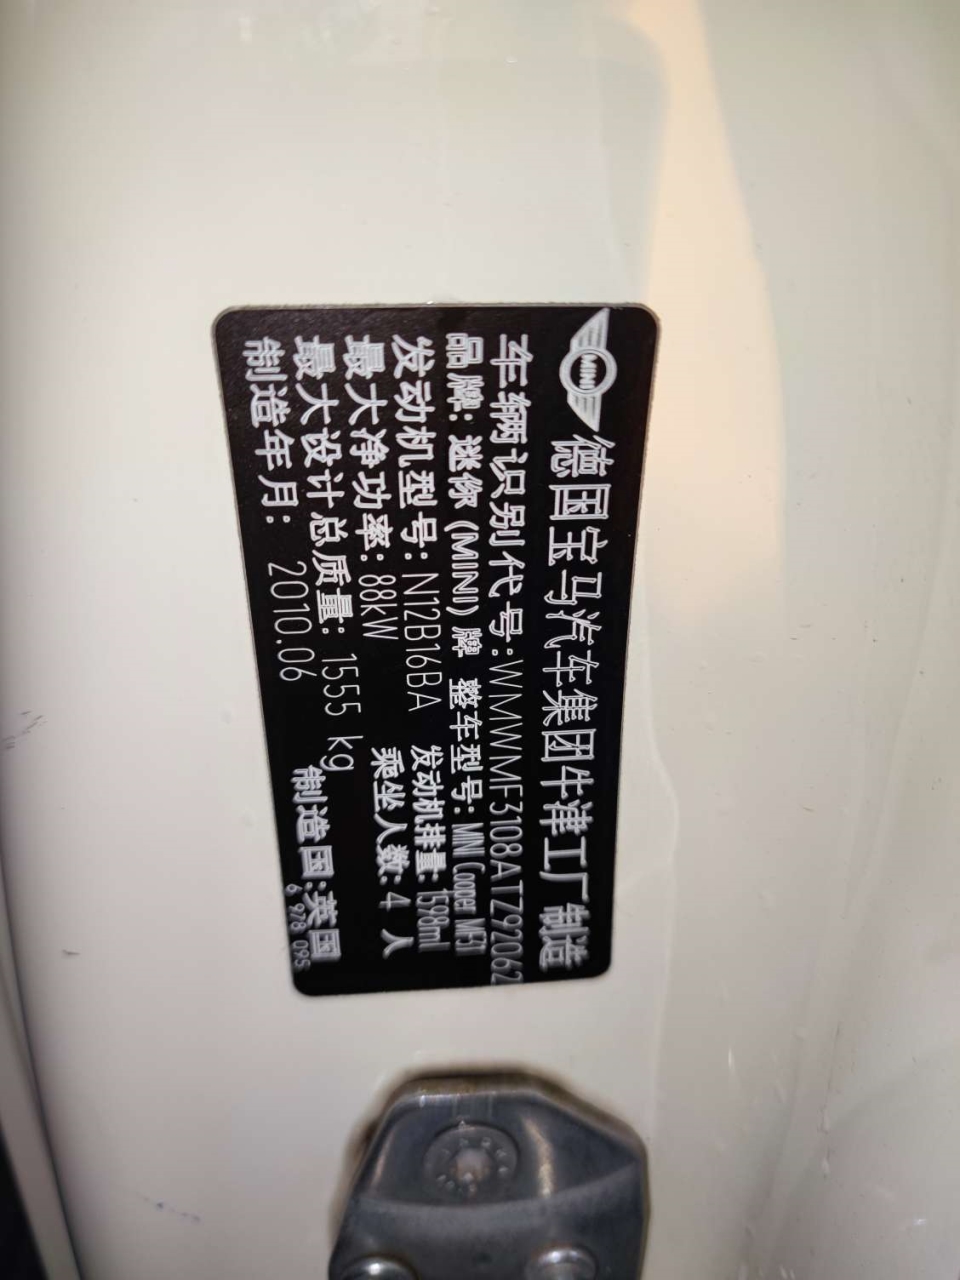 MINI 德国宝马汽车集团牛津工厂制造
车辆识别代号:WMWMF3108ATZ92062
品牌:迷你(MINI)牌 整车型号:MINI Cooper MF31
发动机型号:N12B16BA 发动机排量:1598ml
最大净功率:88kW 乘坐人数:4 人
最大设计总质量:1555 kg
制造年月:2010.06 制造国:英国
6 978 095